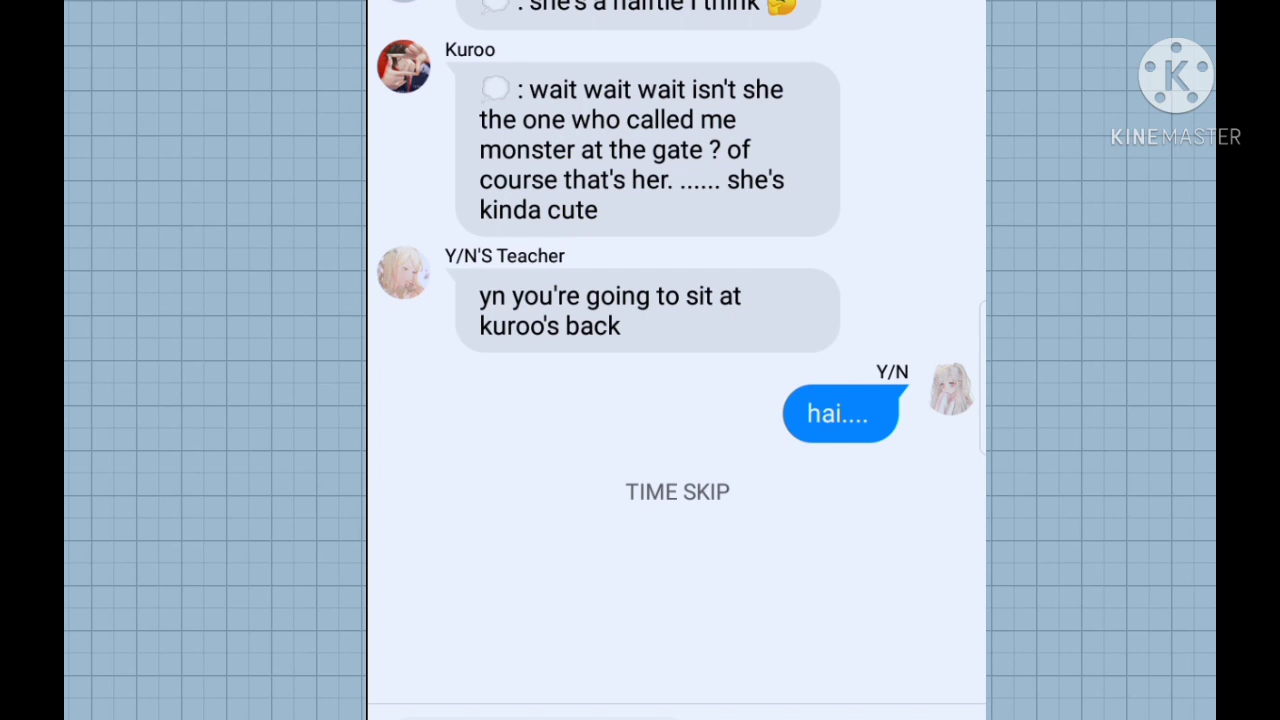 : she's a halftie I think
Kuroo
: wait wait wait isn't she
the one who called me
monster at the gate ? of
course that's her. ...... she's
kinda cute
Y/N'S Teacher
yn you're going to sit at
kuroo's back
Y/N
hai....
TIME SKIP
K
KINEMASTER